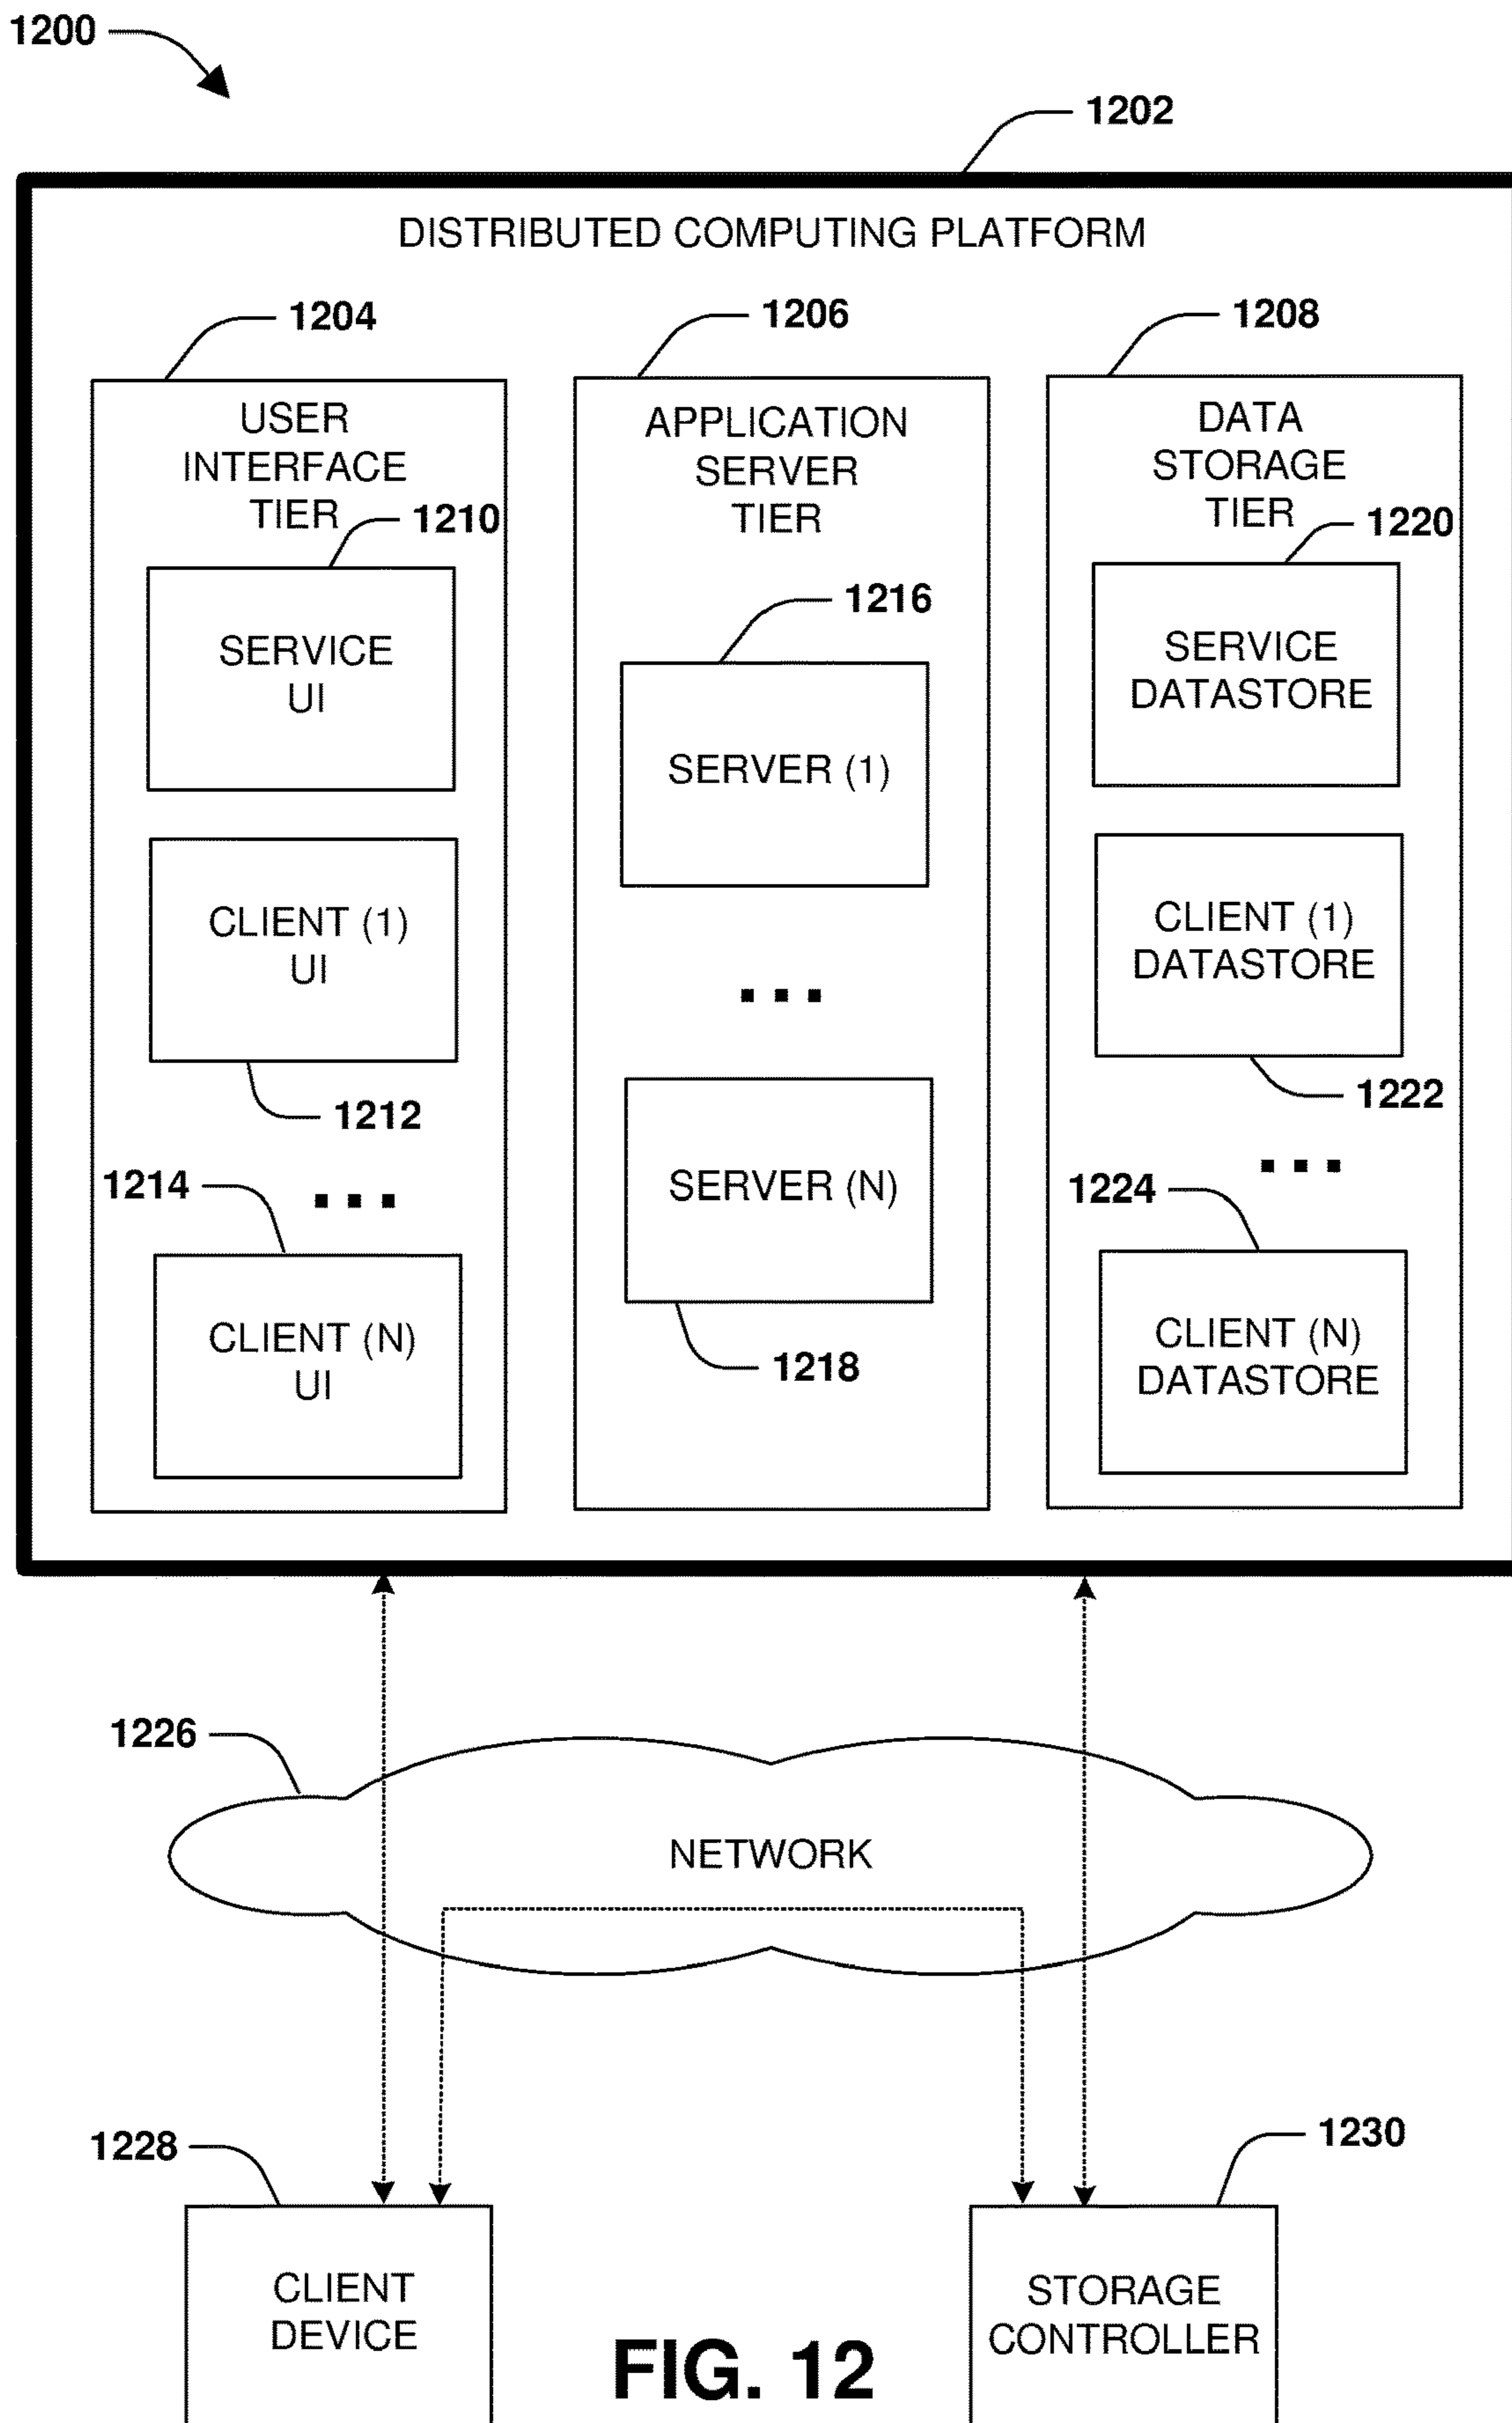 1200
1202
DISTRIBUTED COMPUTING PLATFORM
1204
1206
1208
USER
INTERFACE
TIER
1210
SERVICE
UI
CLIENT (1)
UI
1212
1214
...
CLIENT (N)
UI
APPLICATION
SERVER
TIER
1216
SERVER (1)
...
SERVER (N)
1218
DATA
STORAGE
TIER
1220
SERVICE
DATASTORE
CLIENT (1)
DATASTORE
1222
...
1224
CLIENT (N)
DATASTORE
1226
NETWORK
1228
1230
CLIENT
DEVICE
STORAGE
CONTROLLER
FIG. 12